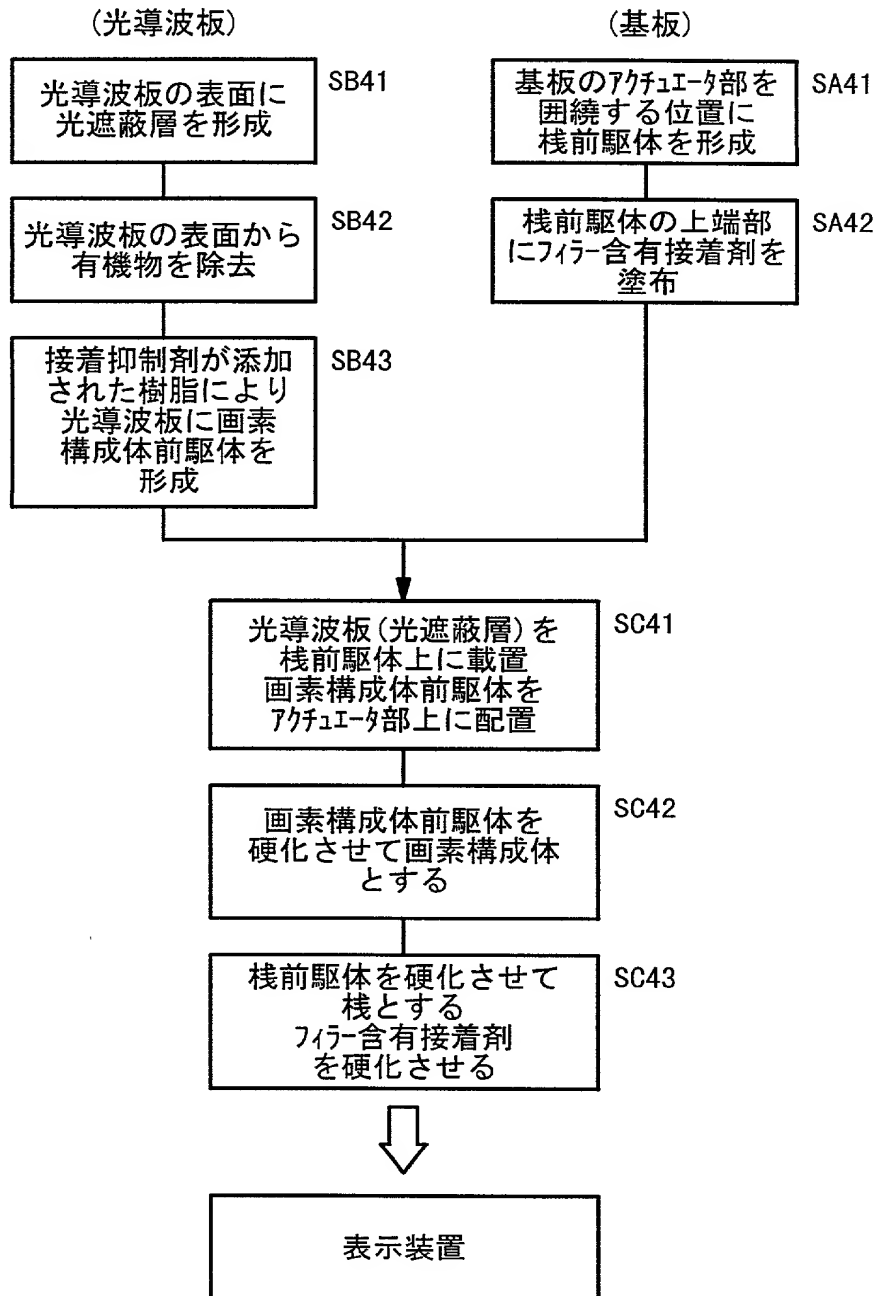 (光導波板)
光導波板の表面に
光遮蔽層を形成
SB41
光導波板の表面から
有機物を除去
SB42
接着抑制剤が添加
された樹脂により
光導波板に画素
構成体前駆体を
形成
SB43
(基板)
基板のアクチュエータ部を
囲繞する位置に
桟前駆体を形成
SA41
桟前駆体の上端部
にフィラー含有接着剤を
塗布
SA42
光導波板(光遮蔽層)を
桟前駆体上に載置
画素構成体前駆体を
アクチュエータ部上に配置
SC41
画素構成体前駆体を
硬化させて画素構成体
とする
SC42
桟前駆体を硬化させて
桟とする
フィラー含有接着剤
を硬化させる
SC43
表示装置